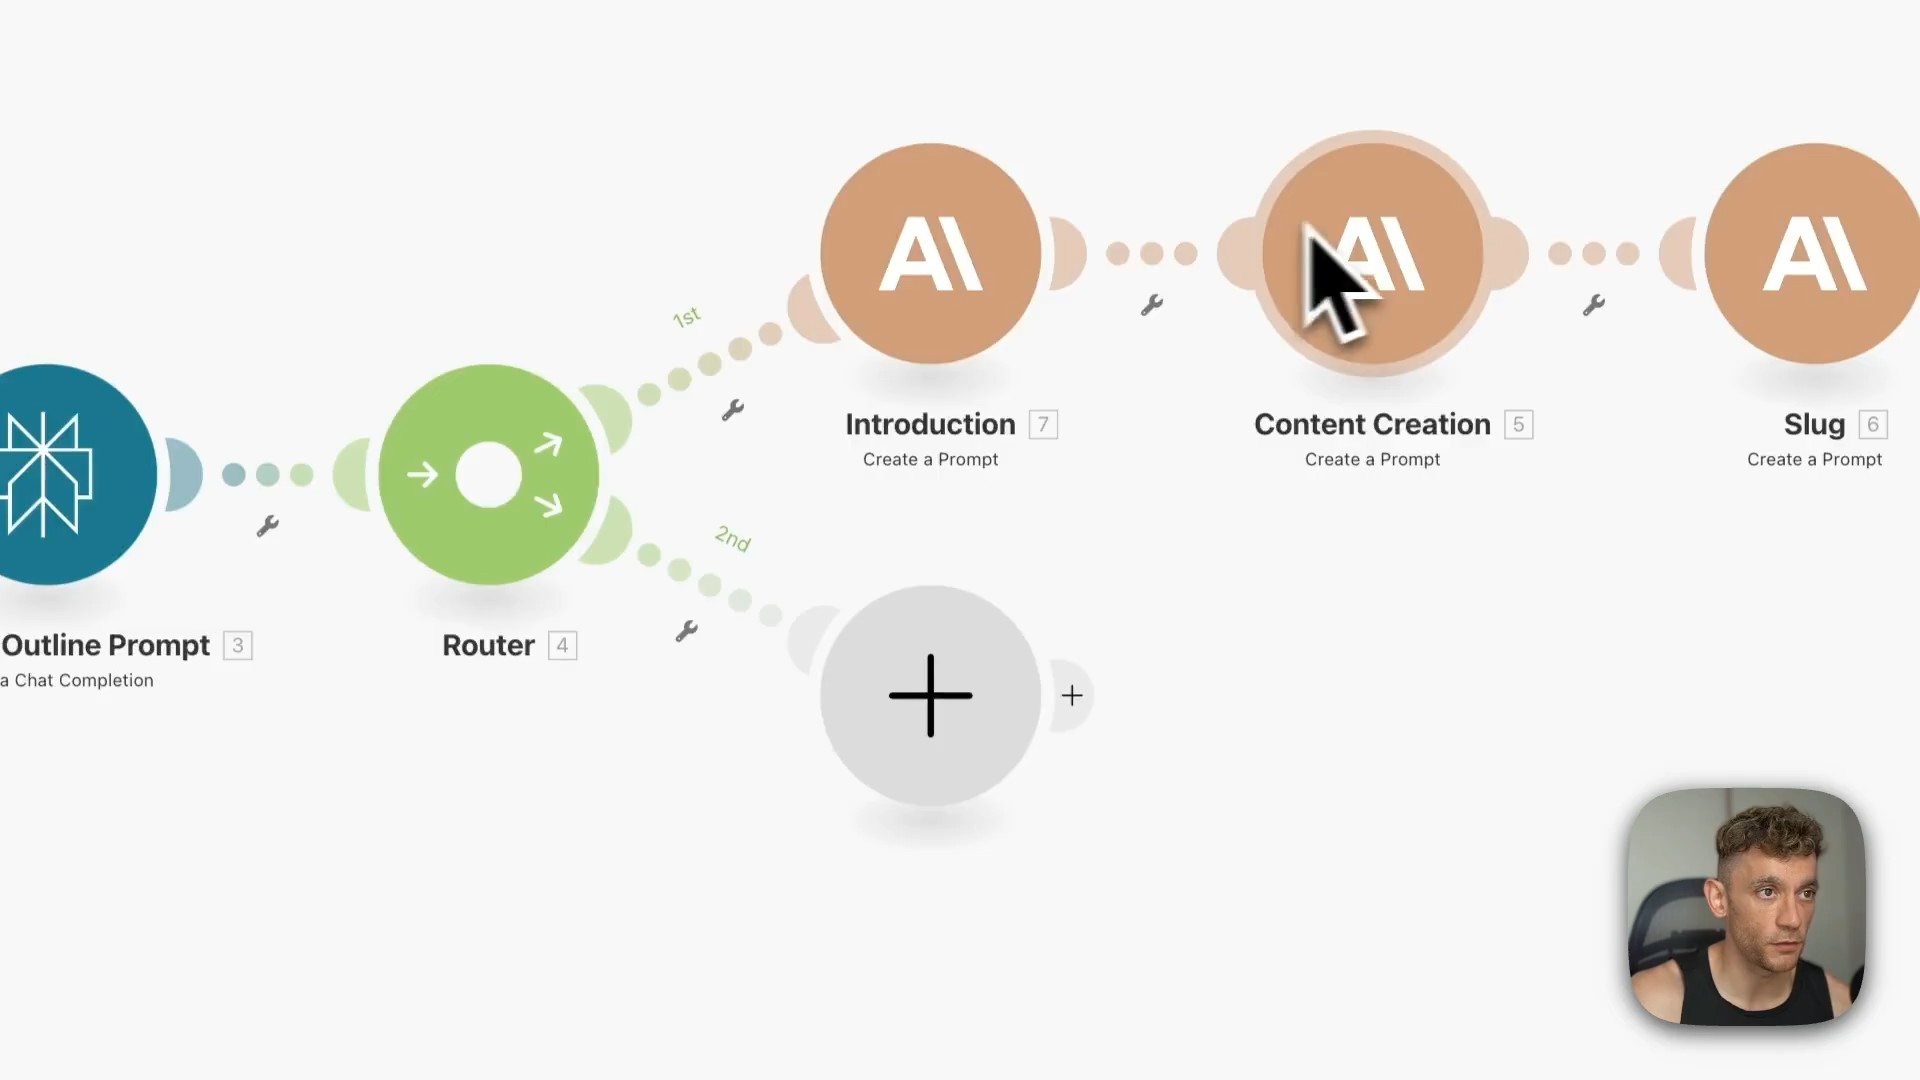 1st
Introduction 7
Create a Prompt
Content Creation 5
Create a Prompt
Slug 6
Create a Prompt
2nd
Outline Prompt 3
a Chat Completion
Router 4